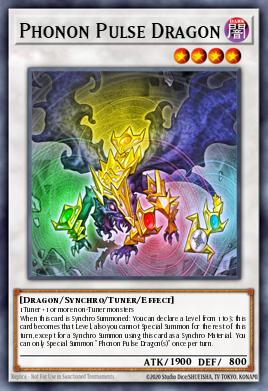 PHONON PULSE DRAGON
DARK
闇
[DRAGON/SYNCHRO/TUNER/EFFECT]
1 Tuner + 1 or more non-Tuner monsters
When this card is Synchro Summoned: You can declare a Level from 1 to 3; this
card becomes that Level, also you cannot Special Summon for the rest of
this turn, except for a Synchro Summon using this card as a Synchro Material. You
can only Special Summon "Phonon Pulse Dragon(s)" once per turn.
ATK/1900 DEF/ 800
Replica - Not For Use in Sanctioned Tournaments
©2020 Studio Dice/SHUEISHA, TV TOKYO, KONAMI